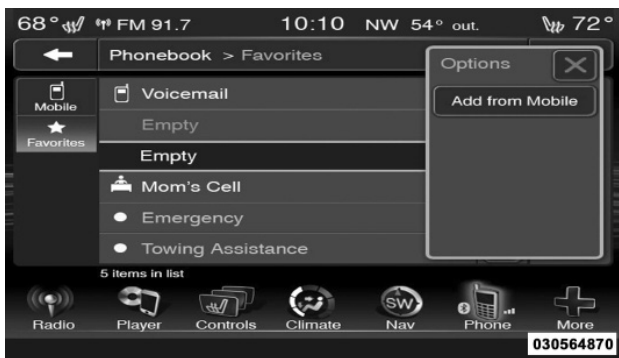 68° FM 91.7 10:10 NW 54° out. 72°
Phonebook > Favorites
Options
Mobile
Voicemail
Add from Mobile
Favorites
Empty
Empty
Mom's Cell
Emergency
Towing Assistance
5 items in list
SW
Radio Player Controls Climate Nav Phone More
030564870